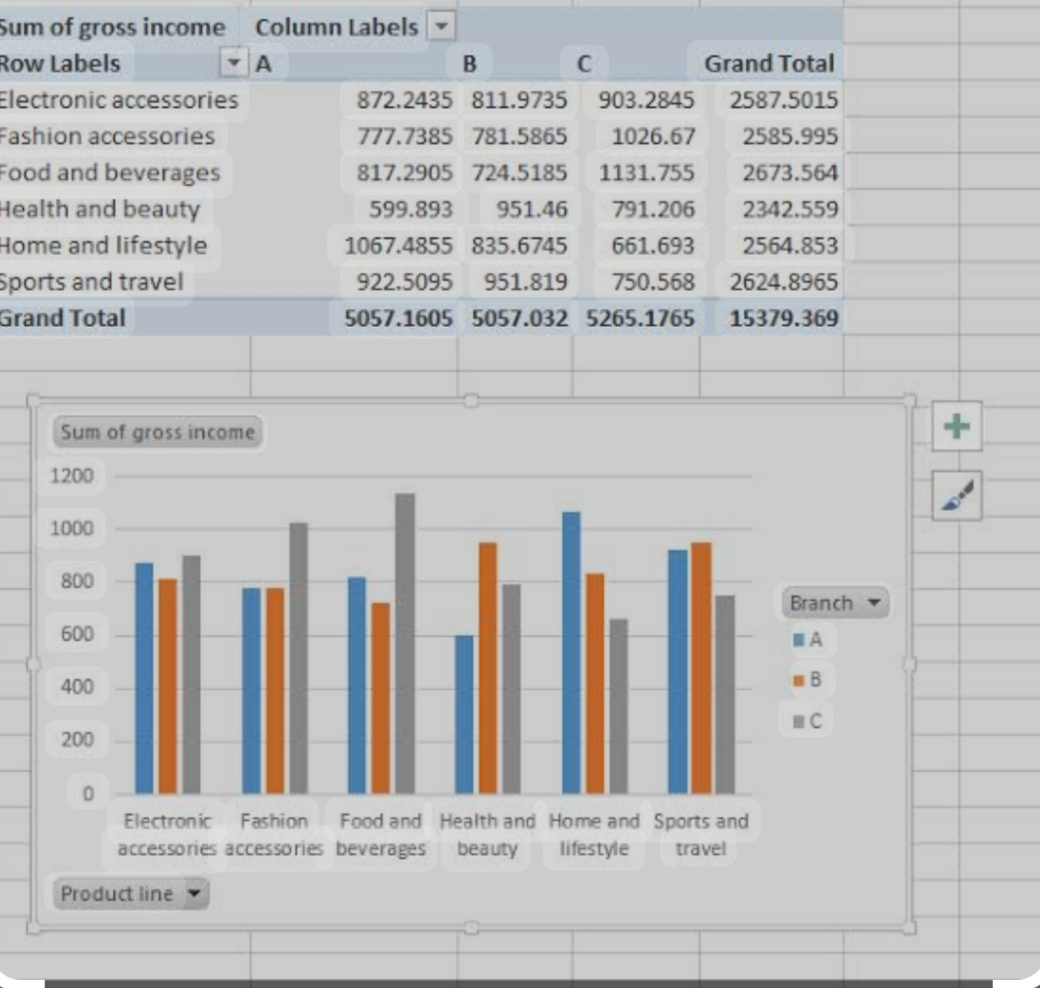 Sum of gross income Column Labels
Row Labels A B C Grand Total
Electronic accessories 872.2435 811.9735 903.2845 2587.5015
Fashion accessories 777.7385 781.5865 1026.67 2585.995
Food and beverages 817.2905 724.5185 1131.755 2673.564
Health and beauty 599.893 951.46 791.206 2342.559
Home and lifestyle 1067.4855 835.6745 661.693 2564.853
Sports and travel 922.5095 951.819 750.568 2624.8965
Grand Total 5057.1605 5057.032 5265.1765 15379.369
Sum of gross income
1200
1000
800
600
400
200
0
Electronic accessories
Fashion accessories
Food and beverages
Health and beauty
Home and lifestyle
Sports and travel
Branch
A
B
C
Product line